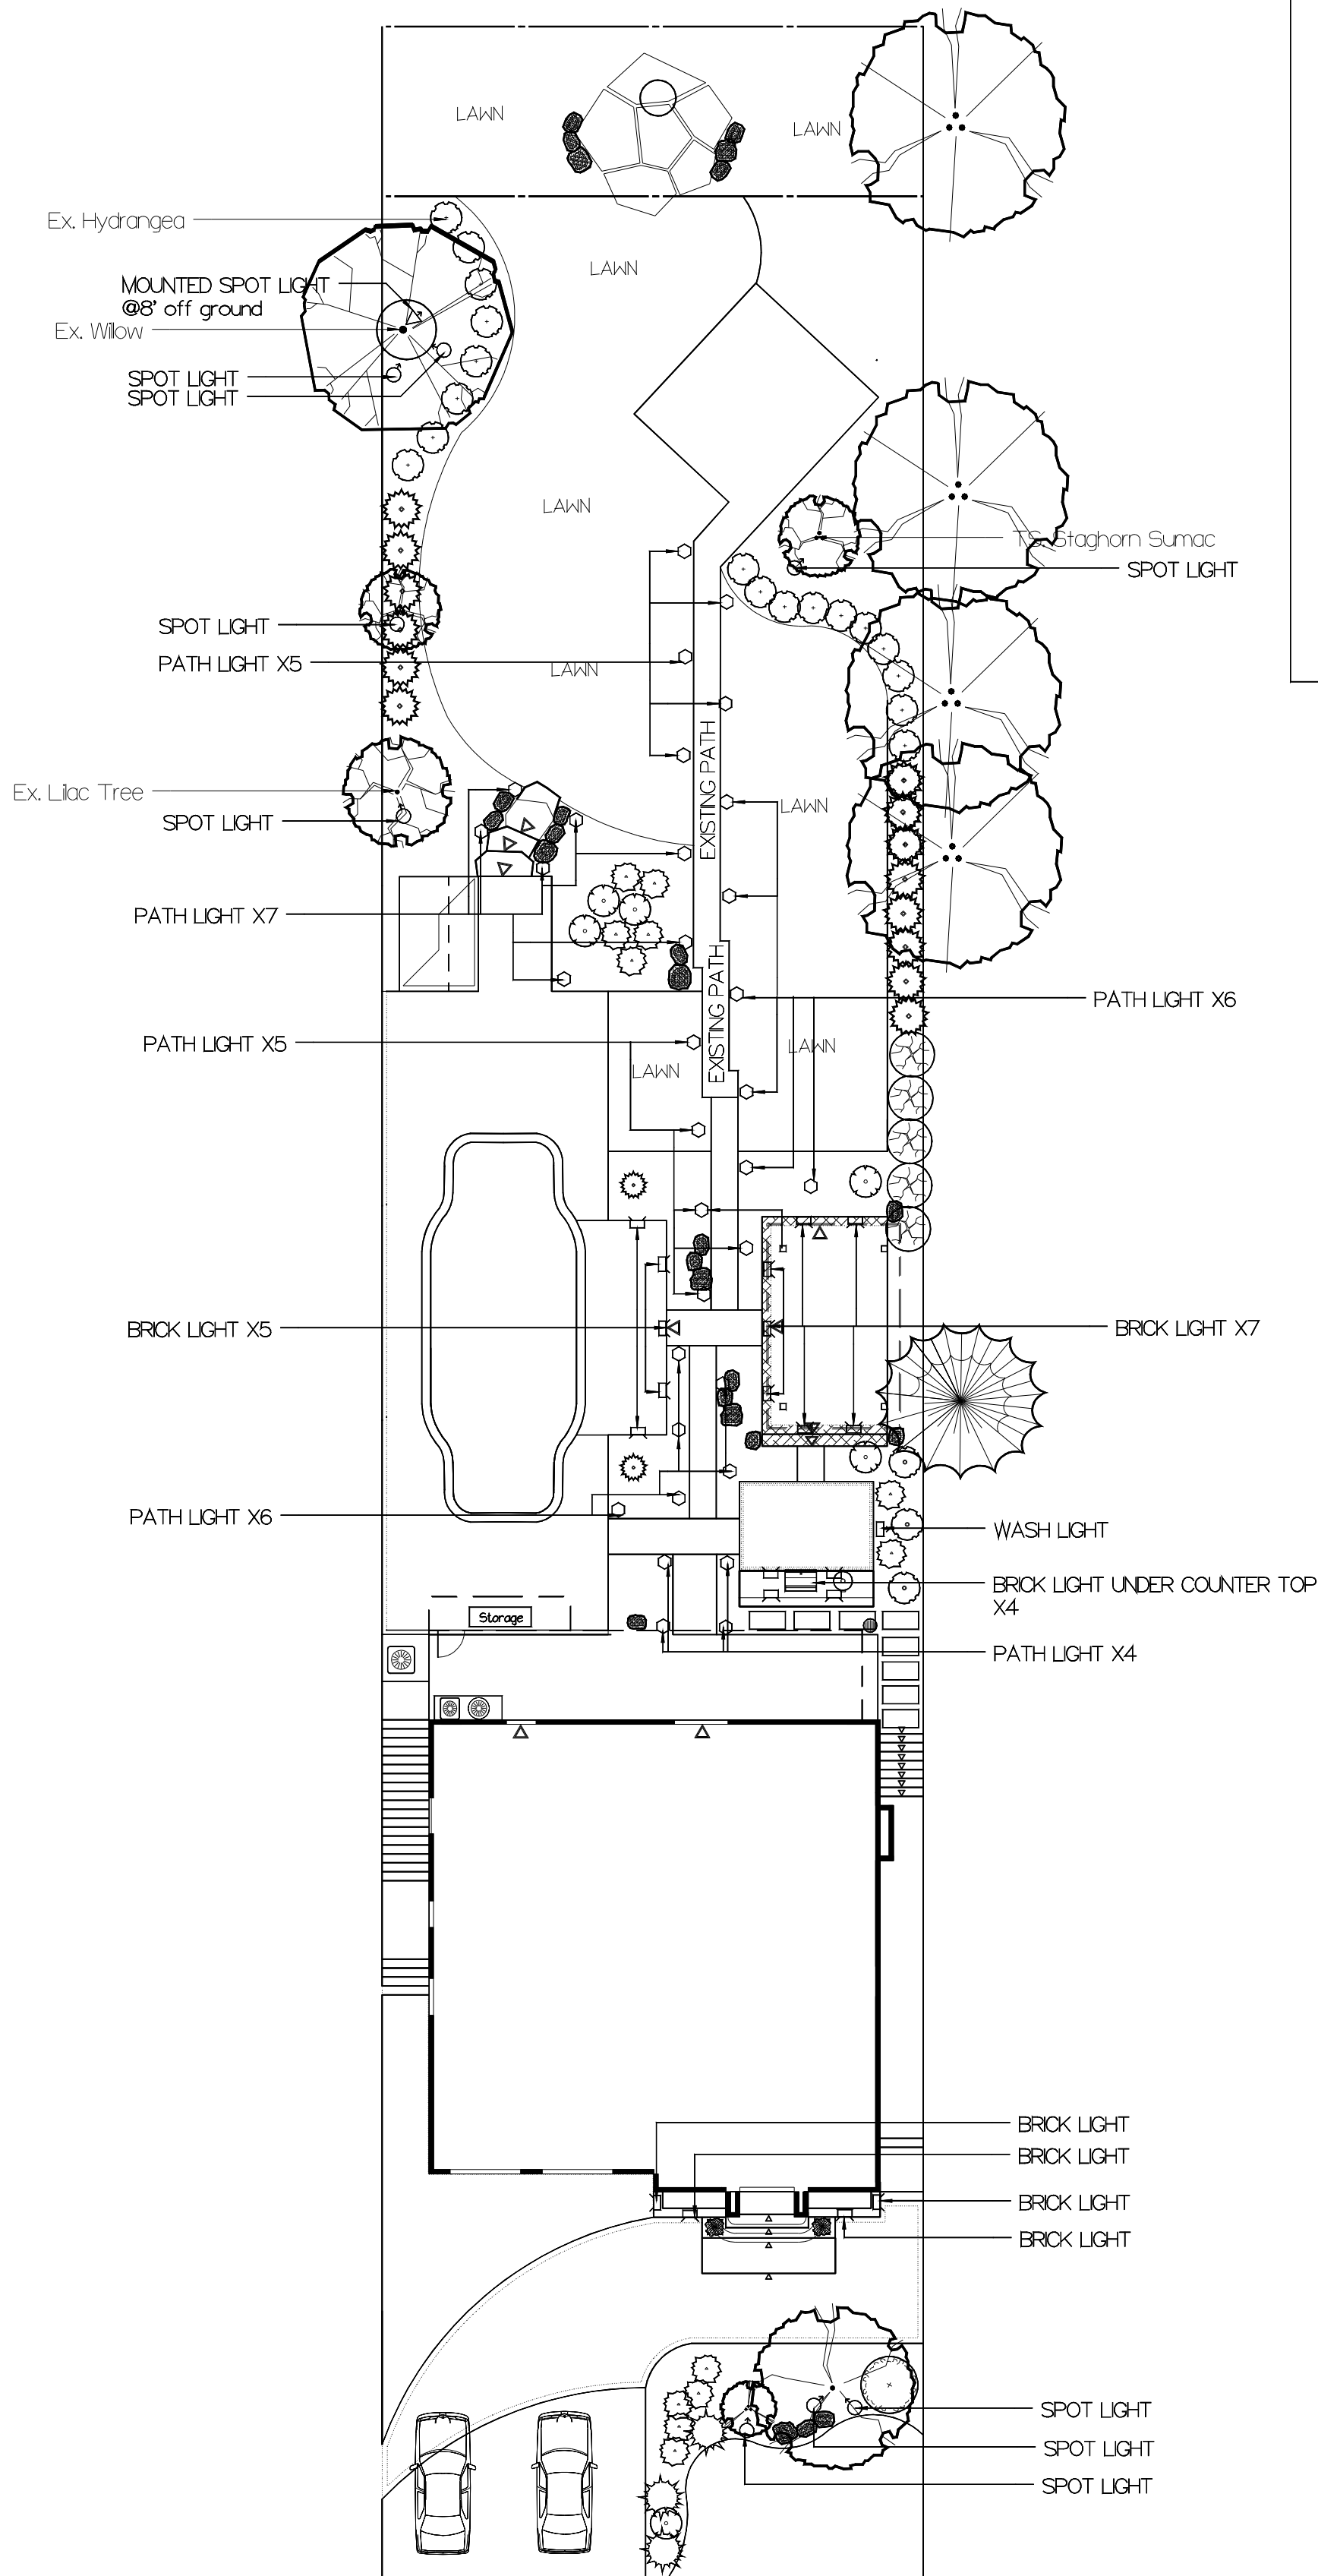 LAWN
LAWN
Ex. Hydrangea
LAWN
MOUNTED SPOT LIGHT
@8' off ground
Ex. Willow
SPOT LIGHT
SPOT LIGHT
LAWN
TS. Staghorn Sumac
SPOT LIGHT
SPOT LIGHT
PATH LIGHT X5
LAWN
EXISTING PATH
Ex. Lilac Tree
LAWN
SPOT LIGHT
PATH LIGHT X7
EXISTING PATH
PATH LIGHT X6
PATH LIGHT X5
LAWN
LAWN
BRICK LIGHT X5
BRICK LIGHT X7
PATH LIGHT X6
WASH LIGHT
BRICK LIGHT UNDER COUNTER TOP
X4
Storage
PATH LIGHT X4
BRICK LIGHT
BRICK LIGHT
BRICK LIGHT
BRICK LIGHT
SPOT LIGHT
SPOT LIGHT
SPOT LIGHT